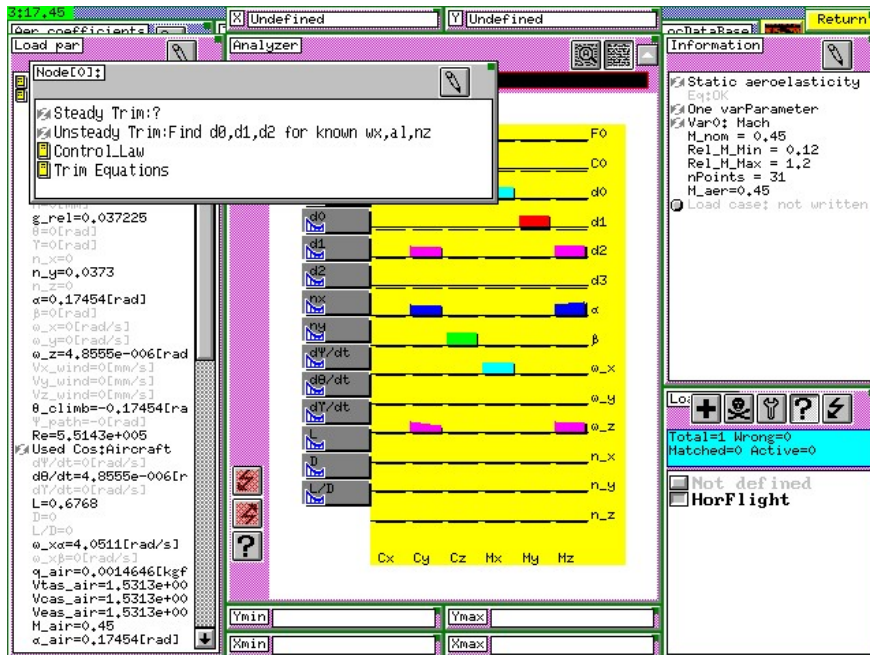 3:17.45
X Undefined
Y Undefined
Return
Aer coefficients
ocDataBase
Load par
Analyzer
Information
Node[0]:
Steady Trim:?
Unsteady Trim:Find d0,d1,d2 for known wx,al,nz
Control_Law
Trim Equations
g_rel=0.037225
θ=0[rad]
ϒ=0[rad]
n_x=0
n_y=0.0373
n_z=0
α=0.17454[rad]
β=0[rad]
ω_x=0[rad/s]
ω_y=0[rad/s]
ω_z=4.8555e-006[rad
Vx_wind=0[mm/s]
Vy_wind=0[mm/s]
Vz_wind=0[mm/s]
θ_climb=-0.17454[ra
Ψ_path=-0[rad]
Re=5.5143e+005
Used Cos:Aircraft
dΨ/dt=0[rad/s]
dθ/dt=4.8555e-006[r
dϒ/dt=0[rad/s]
L=0.6768
D=0
L/D=0
ω_xα=4.0511[rad/s]
ω_xβ=0[rad/s]
q_air=0.0014646[kgf
Vtas_air=1.5313e+00
Vcas_air=1.5313e+00
Veas_air=1.5313e+00
M_air=0.45
α_air=0.17454[rad]
d0
d1
d2
nx
ny
dΨ/dt
dθ/dt
dϒ/dt
L
D
L/D
F0
C0
d0
d1
d2
d3
α
β
ω_x
ω_y
ω_z
n_x
n_y
n_z
Cx Cy Cz Mx My Mz
?
Ymin
Ymax
Xmin
Xmax
Static aeroelasticity
Eq:OK
One varParameter
Var0: Mach
M_nom = 0.45
Rel_M_Min = 0.12
Rel_M_Max = 1.2
nPoints = 31
M_aer=0.45
Load case: not written
Loa
?
Total=1 Wrong=0
Matched=0 Active=0
Not defined
HorFlight